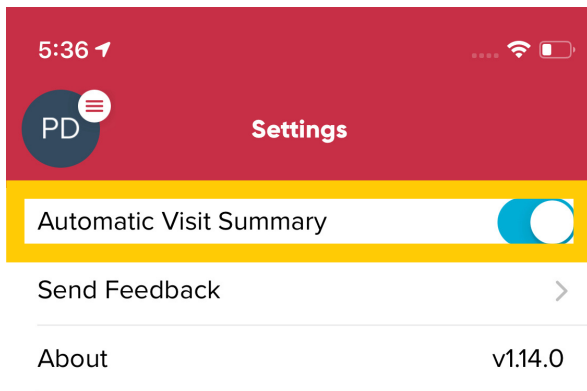 5:36
PD
Settings
Automatic Visit Summary
Send Feedback
About v1.14.0